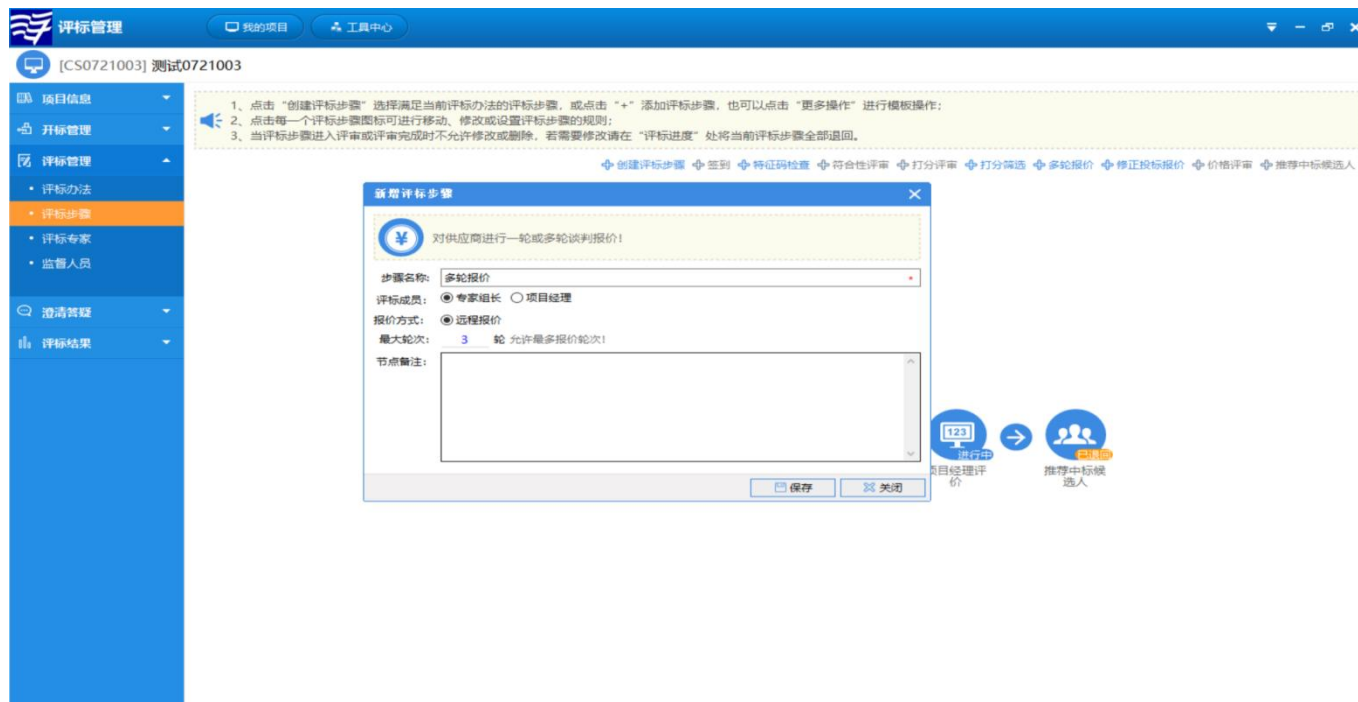 评标管理
我的项目
工具中心
[CS0721003] 测试0721003
项目信息
开标管理
评标管理
评标办法
评标步骤
评标专家
监督人员
澄清答疑
评标结果
1、点击“创建评标步骤”选择满足当前评标办法的评标步骤，或点击“+”添加评标步骤，也可以点击“更多操作”进行模板操作；
2、点击每一个评标步骤图标可进行移动、修改或设置评标步骤的规则；
3、当评标步骤进入评审或评审完成时不允许修改或删除，若需要修改请在“评标进度”处将当前评标步骤全部退回。
创建评标步骤 签到 特征码检查 符合性评审 打分评审 打分筛选 多轮报价 修正投标报价 价格评审 推荐中标候选人
新增评标步骤
¥
对供应商进行一轮或多轮谈判报价!
步骤名称: 多轮报价 *
评标成员: 专家组长 项目经理
报价方式: 远程报价
最大轮次: 3 轮 允许最多报价轮次!
节点备注:
保存 关闭
123
进行中
已退回
项目经理评
价
推荐中标候
选人